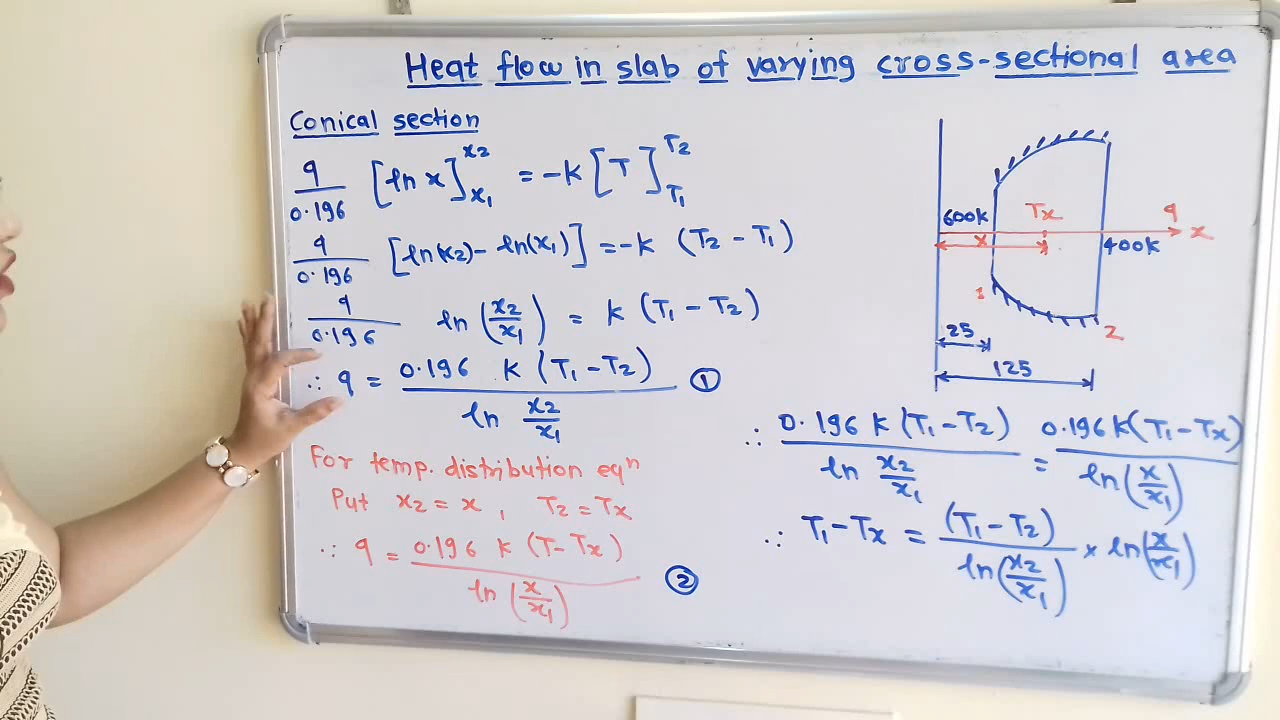 Heat flow in slab of varying cross-sectional area
Conical section
q/0.196 [ln x]_{x1}^{x2} = -K [T]_{T1}^{T2}
q/0.196 [ln(x2) - ln(x1)] = -K (T2 - T1)
q/0.196 ln (x2/x1) = K (T1 - T2)
∴ q = 0.196 K (T1 - T2) / ln x2/x1 ①
For temp. distribution eqn
Put x2 = x , T2 = Tx
∴ q = 0.196 K (T - Tx) / ln (x/x1) ②
600K Tx q x
x 400K
1 2
25
125
∴ 0.196 K (T1 - T2) / ln x2/x1 = 0.196 K (T1 - Tx) / ln (x/x1)
∴ T1 - Tx = (T1 - T2) / ln (x2/x1) × ln (x/x1)